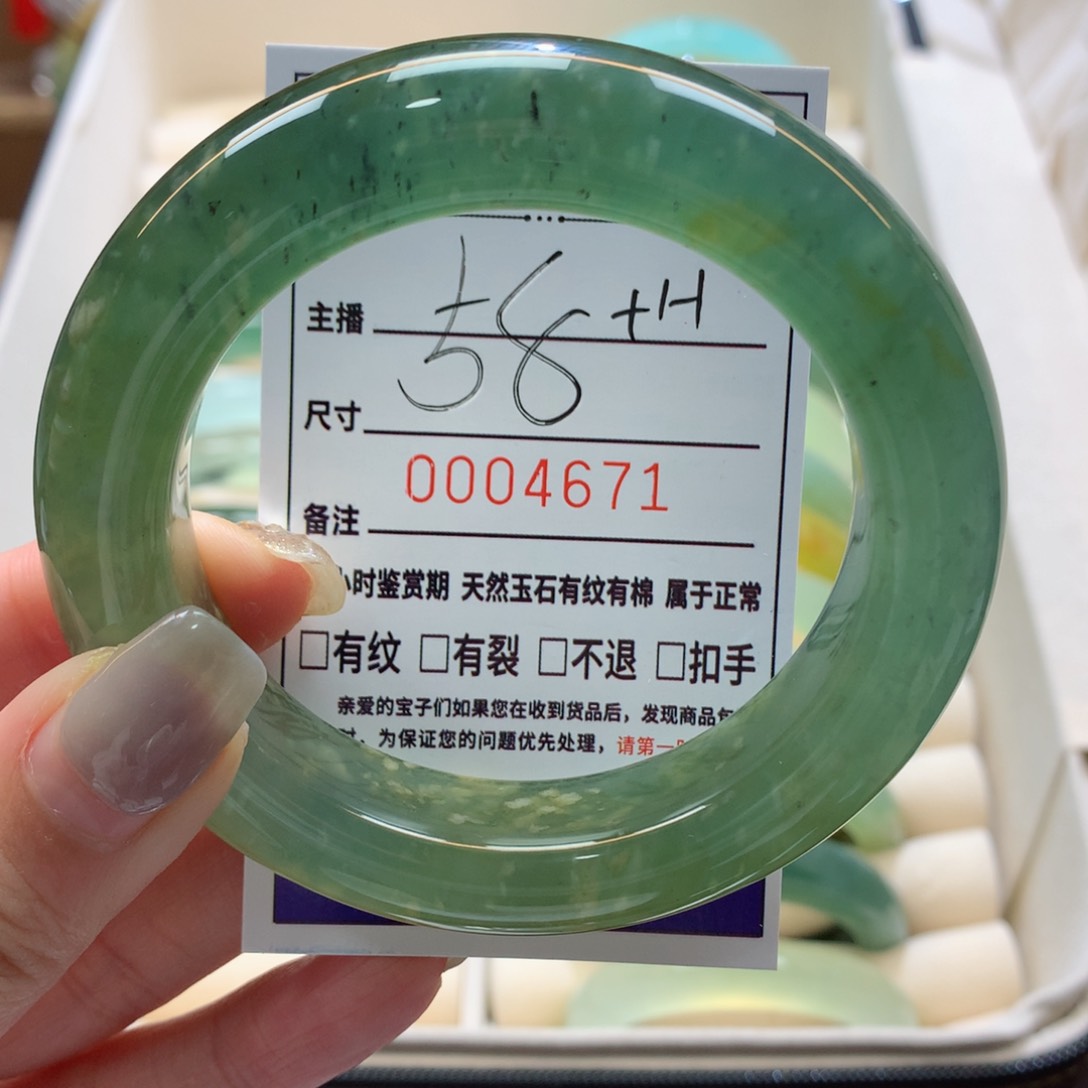 主播 58+H
尺寸
0004671
备注
小时鉴赏期 天然玉石有纹有棉 属于正常
□有纹 □有裂 □不退 □扣手
亲爱的宝子们如果您在收到货品后，发现商品
时、为保证您的问题优先处理，请第一